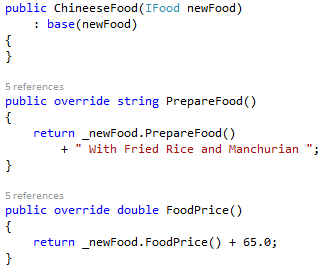 public ChineeseFood(IFood newFood)
    : base(newFood)
{
}
5 references
public override string PrepareFood()
{
    return _newFood.PrepareFood()
        + " With Fried Rice and Manchurian ";
}
5 references
public override double FoodPrice()
{
    return _newFood.FoodPrice() + 65.0;
}